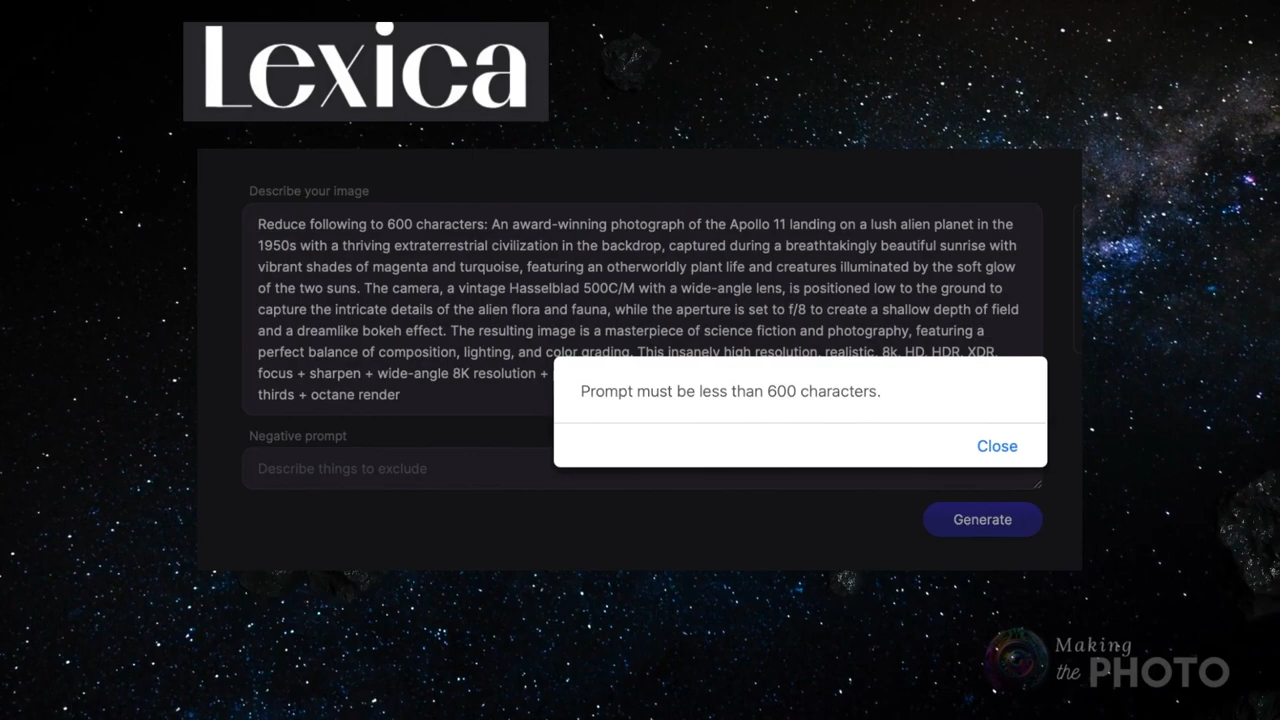 Lexica
Describe your image
Reduce following to 600 characters: An award-winning photograph of the Apollo 11 landing on a lush alien planet in the
1950s with a thriving extraterrestrial civilization in the backdrop, captured during a breathtakingly beautiful sunrise with
vibrant shades of magenta and turquoise, featuring an otherworldly plant life and creatures illuminated by the soft glow
of the two suns. The camera, a vintage Hasselblad 500C/M with a wide-angle lens, is positioned low to the ground to
capture the intricate details of the alien flora and fauna, while the aperture is set to f/8 to create a shallow depth of field
and a dreamlike bokeh effect. The resulting image is a masterpiece of science fiction and photography, featuring a
perfect balance of composition, lighting, and color grading. This insanely high resolution, realistic, 8k, HD, HDR, XDR,
focus + sharpen + wide-angle 8K resolution +
thirds + octane render
Prompt must be less than 600 characters.
Close
Negative prompt
Describe things to exclude
Generate
Making
the PHOTO